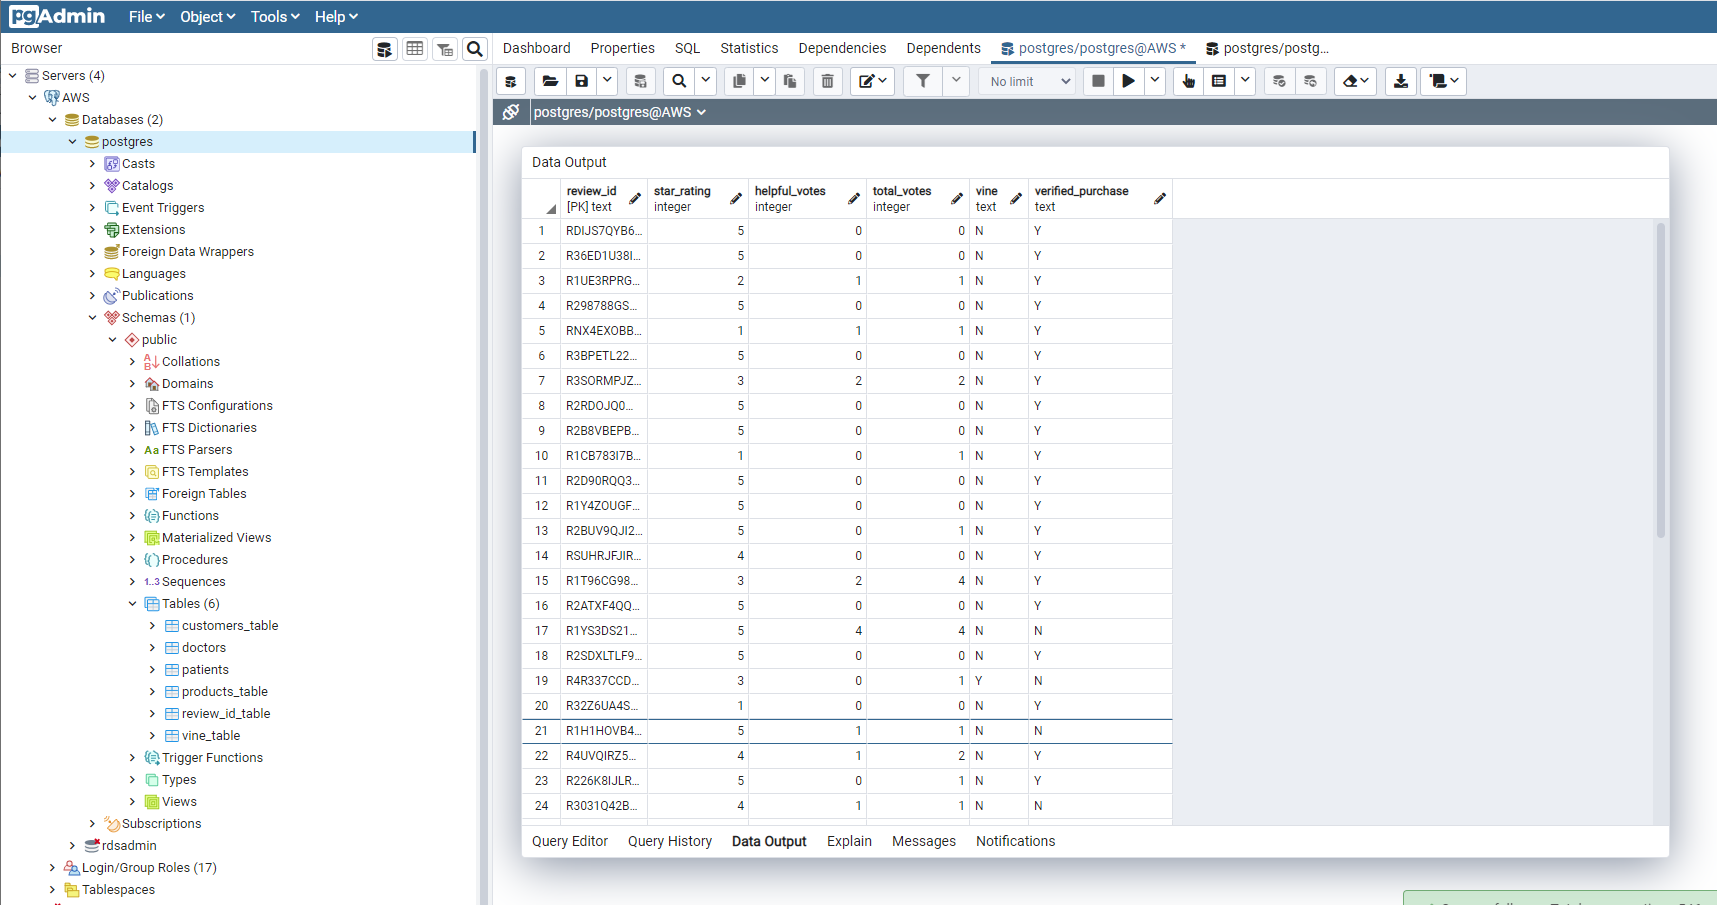 pgAdmin File Object Tools Help
Browser
Dashboard Properties SQL Statistics Dependencies Dependents postgres/postgres@AWS * postgres/postg...
No limit
postgres/postgres@AWS
Servers (4)
AWS
Databases (2)
postgres
Casts
Catalogs
Event Triggers
Extensions
Foreign Data Wrappers
Languages
Publications
Schemas (1)
public
Collations
Domains
FTS Configurations
FTS Dictionaries
Aa FTS Parsers
FTS Templates
Foreign Tables
Functions
Materialized Views
Procedures
1..3 Sequences
Tables (6)
customers_table
doctors
patients
products_table
review_id_table
vine_table
Trigger Functions
Types
Views
Subscriptions
rdsadmin
Login/Group Roles (17)
Tablespaces
Data Output
review_id star_rating helpful_votes total_votes vine verified_purchase
[PK] text integer integer integer text text
1 RDIJS7QYB6... 5 0 0 N Y
2 R36ED1U38I... 5 0 0 N Y
3 R1UE3RPRG... 2 1 1 N Y
4 R298788GS... 5 0 0 N Y
5 RNX4EXOBB... 1 1 1 N Y
6 R3BPETL22... 5 0 0 N Y
7 R3SORMPJZ... 3 2 2 N Y
8 R2RDOJQ0... 5 0 0 N Y
9 R2B8VBEPB... 5 0 0 N Y
10 R1CB783I7B... 1 0 1 N Y
11 R2D90RQQ3... 5 0 0 N Y
12 R1Y4ZOUGF... 5 0 0 N Y
13 R2BUV9QJI2... 5 0 1 N Y
14 RSUHRJFJIR... 4 0 0 N Y
15 R1T96CG98... 3 2 4 N Y
16 R2ATXF4QQ... 5 0 0 N Y
17 R1YS3DS21... 5 4 4 N N
18 R2SDXLTLF9... 5 0 0 N Y
19 R4R337CCD... 3 0 1 Y N
20 R32Z6UA4S... 1 0 0 N Y
21 R1H1HOVB4... 5 1 1 N N
22 R4UVQIRZ5... 4 1 2 N Y
23 R226K8IJLR... 5 0 1 N Y
24 R3031Q42B... 4 1 1 N N
Query Editor Query History Data Output Explain Messages Notifications